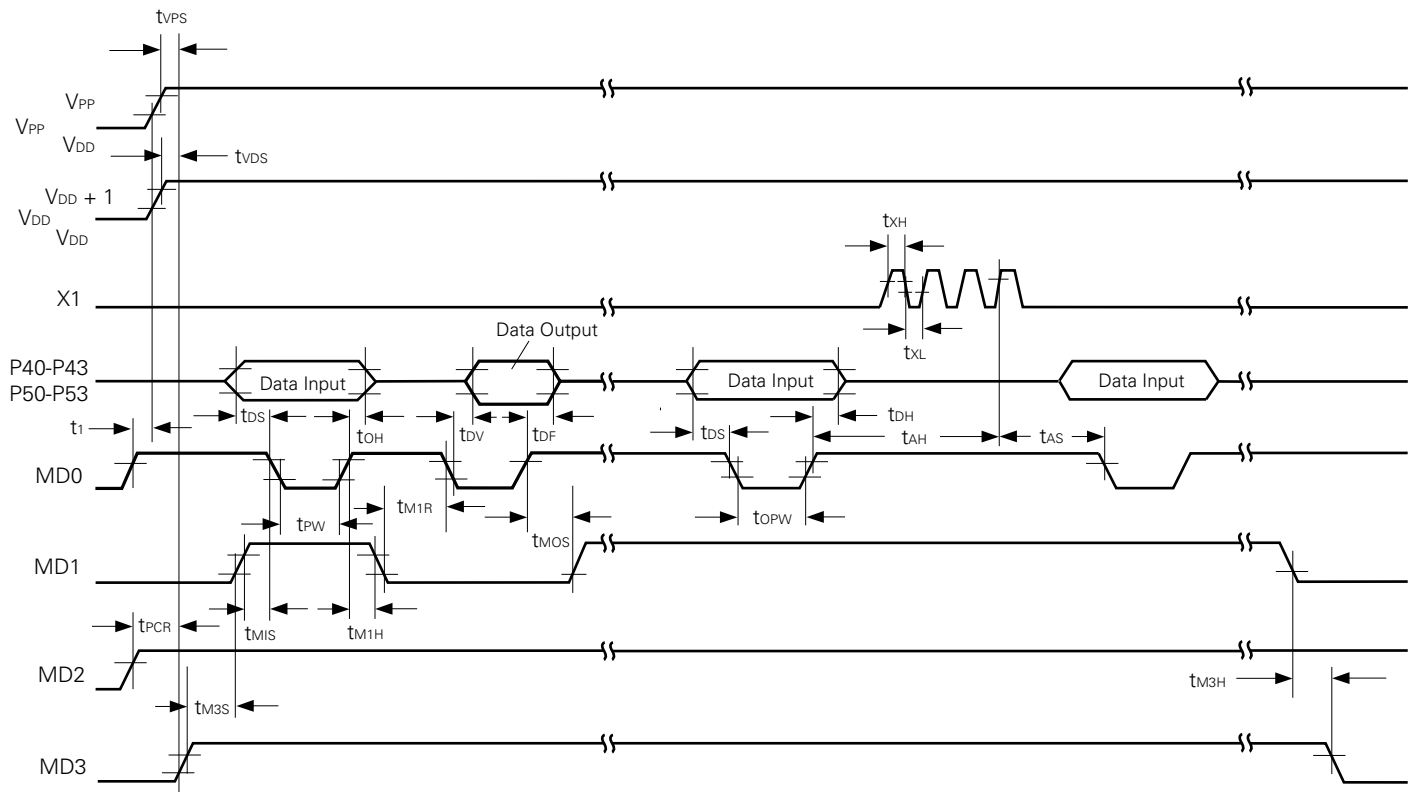 tVPS
VPP
VPP
VDD
tVDS
VDD + 1
VDD
VDD
tXH
X1
tXL
Data Output
P40-P43
P50-P53
Data Input
Data Input
Data Input
t1
tDS
tOH
tDV
tDF
tDS
tDH
tAH
tAS
MD0
tPW
tM1R
tMOS
tOPW
MD1
tPCR
tMIS
tM1H
MD2
tM3S
tM3H
MD3